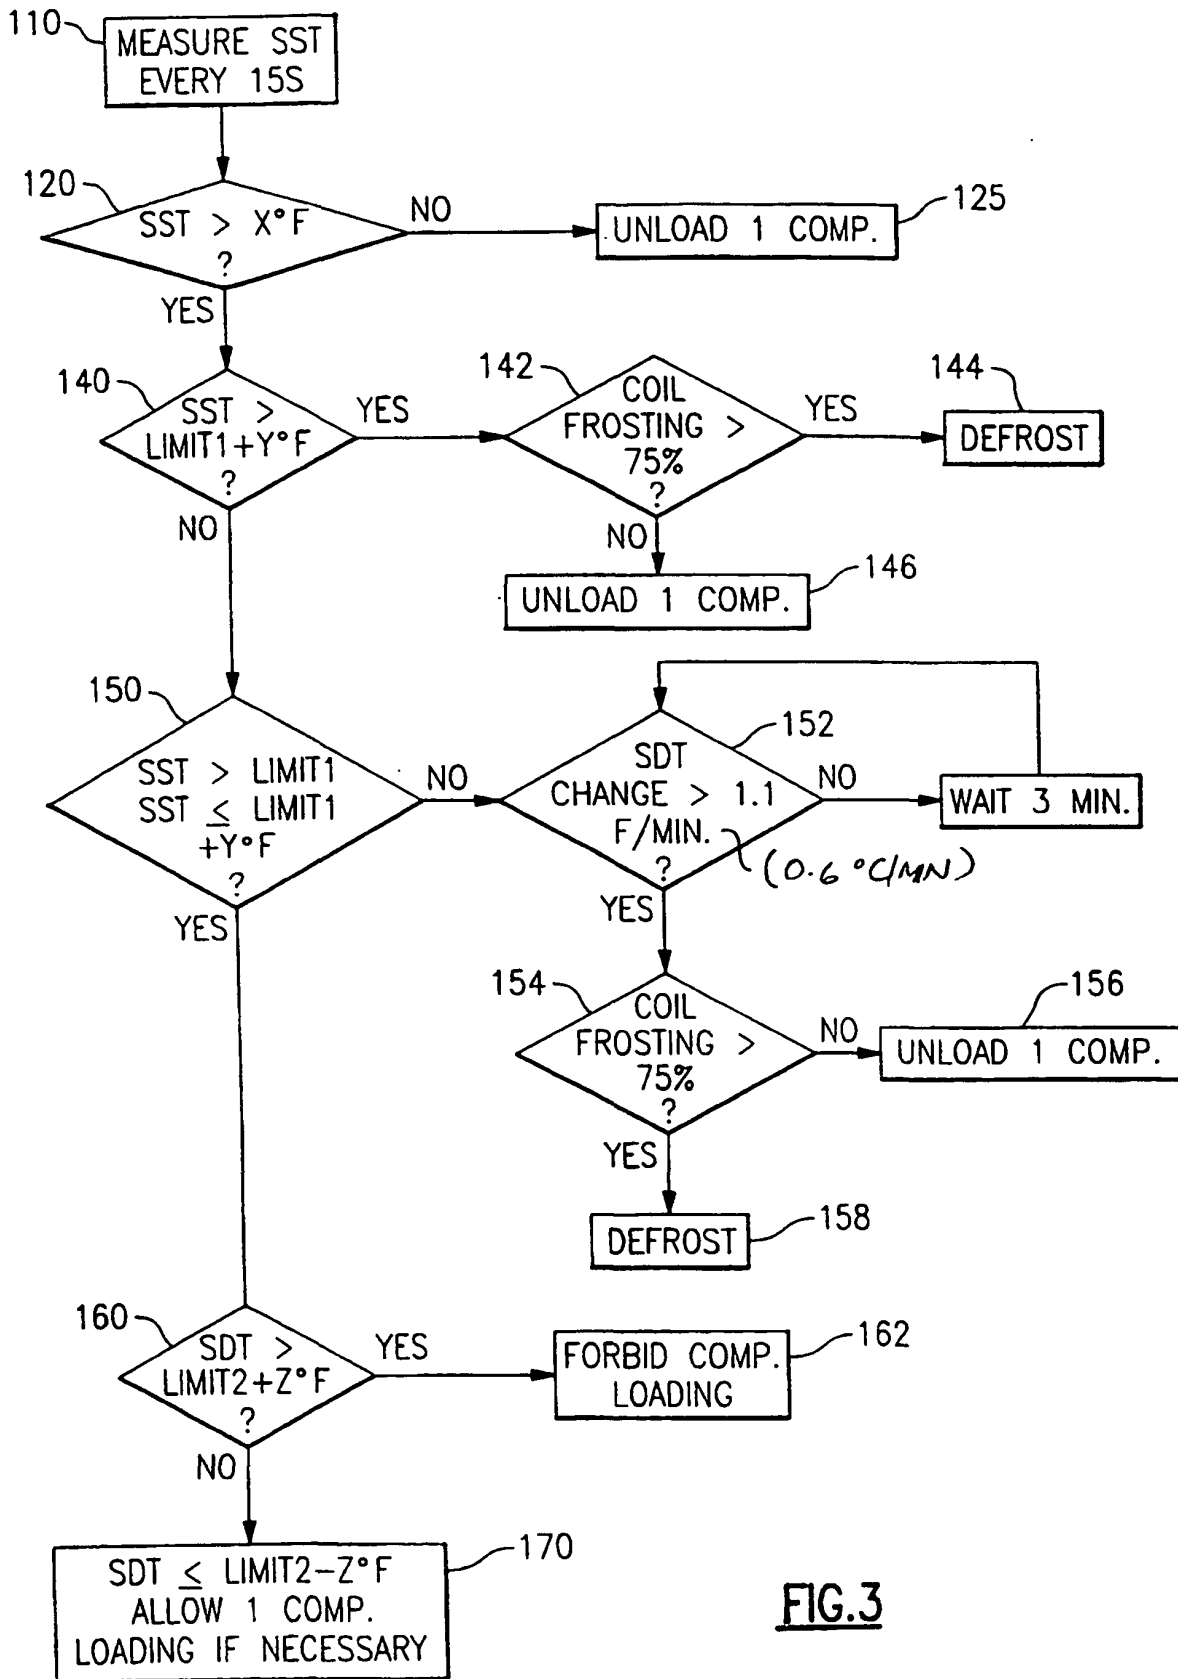 110
MEASURE SST
EVERY 15S
120
SST > X°F
?
NO
125
UNLOAD 1 COMP.
YES
140
SST >
LIMIT1+Y°F
?
YES
142
COIL
FROSTING >
75%
?
YES
144
DEFROST
NO
NO
146
UNLOAD 1 COMP.
150
SST > LIMIT1
SST ≤ LIMIT1
+Y°F
?
NO
152
SDT
CHANGE > 1.1
F/MIN.
?
(0.6 °C/MN)
NO
WAIT 3 MIN.
YES
YES
154
COIL
FROSTING >
75%
?
NO
156
UNLOAD 1 COMP.
YES
158
DEFROST
160
SDT >
LIMIT2+Z°F
?
YES
162
FORBID COMP.
LOADING
NO
170
SDT ≤ LIMIT2-Z°F
ALLOW 1 COMP.
LOADING IF NECESSARY
FIG.3